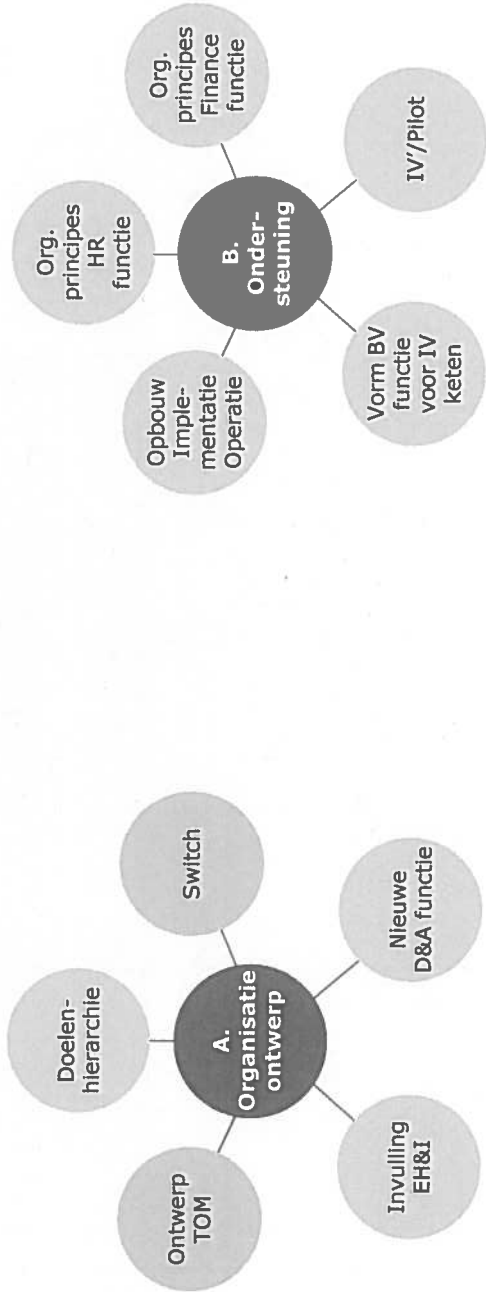 A.
Organisatie
ontwerp
Doelen-
hierarchie
Switch
Nieuwe
D&A functie
Invulling
EH&I
Ontwerp
TOM
B.
Onder-
steuning
Org.
principes
HR
functie
Org.
principes
Finance
functie
IV'/Pilot
Vorm BV
functie
voor IV
keten
Opbouw
Imple-
mentatie
Operatie